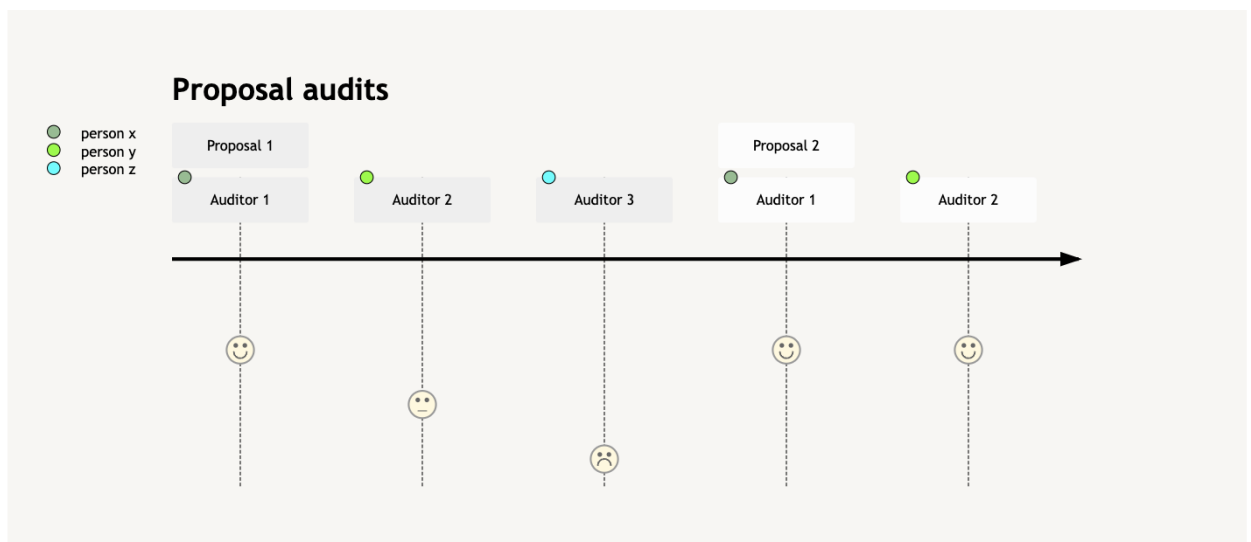 Proposal audits
person x
person y
person z
Proposal 1
Proposal 2
Auditor 1
Auditor 2
Auditor 3
Auditor 1
Auditor 2